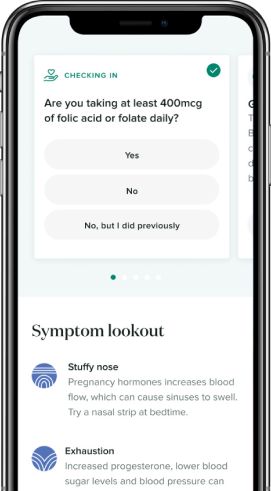 CHECKING IN
Are you taking at least 400mcg
of folic acid or folate daily?
Yes
No
No, but I did previously
Symptom lookout
Stuffy nose
Pregnancy hormones increases blood
flow, which can cause sinuses to swell.
Try a nasal strip at bedtime.
Exhaustion
Increased progesterone, lower blood
sugar levels and blood pressure can